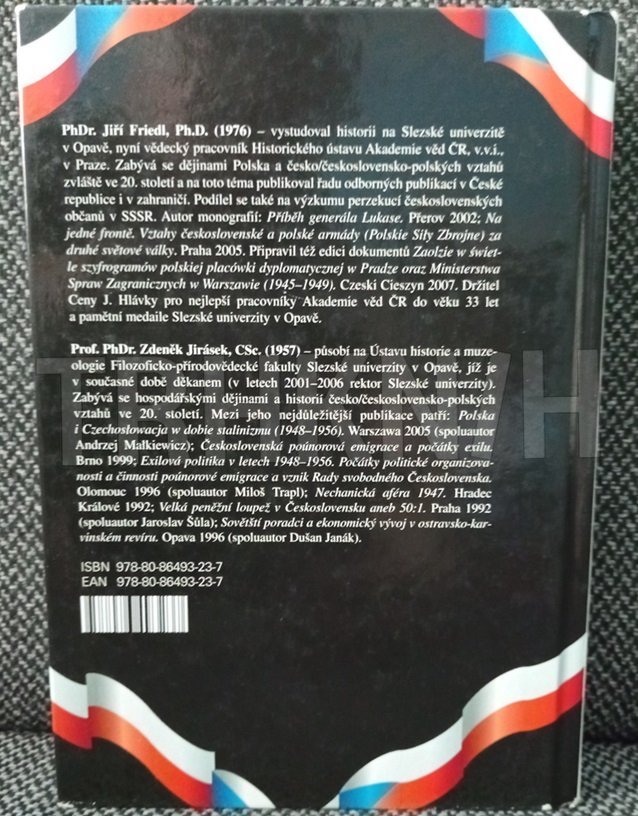 PhDr. Jiří Friedl, Ph.D. (1976) – vystudoval historii na Slezské univerzitě
v Opavě, nyní vědecký pracovník Historického ústavu Akademie věd ČR, v.v.i.,
v Praze. Zabývá se dějinami Polska a česko/československo-polských vztahů
zvláště ve 20. století a na toto téma publikoval řadu odborných publikací v České
republice i v zahraničí. Podílel se také na výzkumu perzekucí československých
občanů v SSSR. Autor monografií: Příběh generála Lukase. Přerov 2002; Na
jedné frontě. Vztahy československé a polské armády (Polskie Siły Zbrojne) za
druhé světové války. Praha 2005. Připravil též edici dokumentů Zaolzie w świet-
le szyfrogramów polskiej placówki dyplomatycznej w Pradze oraz Ministerstwa
Spraw Zagranicznych w Warszawie (1945–1949). Czeski Cieszyn 2007. Držitel
Ceny J. Hlávky pro nejlepší pracovníky Akademie věd ČR do věku 33 let
a pamětní medaile Slezské univerzity v Opavě.
Prof. PhDr. Zdeněk Jirásek, CSc. (1957) – působí na Ústavu historie a muze-
ologie Filozoficko-přírodovědecké fakulty Slezské univerzity v Opavě, jíž je
v současné době děkanem (v letech 2001–2006 rektor Slezské univerzity).
Zabývá se hospodářskými dějinami a historií česko/československo-polských
vztahů ve 20. století. Mezi jeho nejdůležitější publikace patří: Polska
i Czechosłowacja w dobie stalinizmu (1948–1956). Warszawa 2005 (spoluautor
Andrzej Małkiewicz); Československá poúnorová emigrace a počátky exilu.
Brno 1999; Exilová politika v letech 1948–1956. Počátky politické organizova-
nosti a činnosti poúnorové emigrace a vznik Rady svobodného Československa.
Olomouc 1996 (spoluautor Miloš Trapl); Nechanická aféra 1947. Hradec
Králové 1992; Velká peněžní loupež v Československu aneb 50:1. Praha 1992
(spoluautor Jaroslav Šůla); Sovětští poradci a ekonomický vývoj v ostravsko-kar-
vinském revíru. Opava 1996 (spoluautor Dušan Janák).
ISBN 978-80-86493-23-7
EAN 978-80-86493-23-7